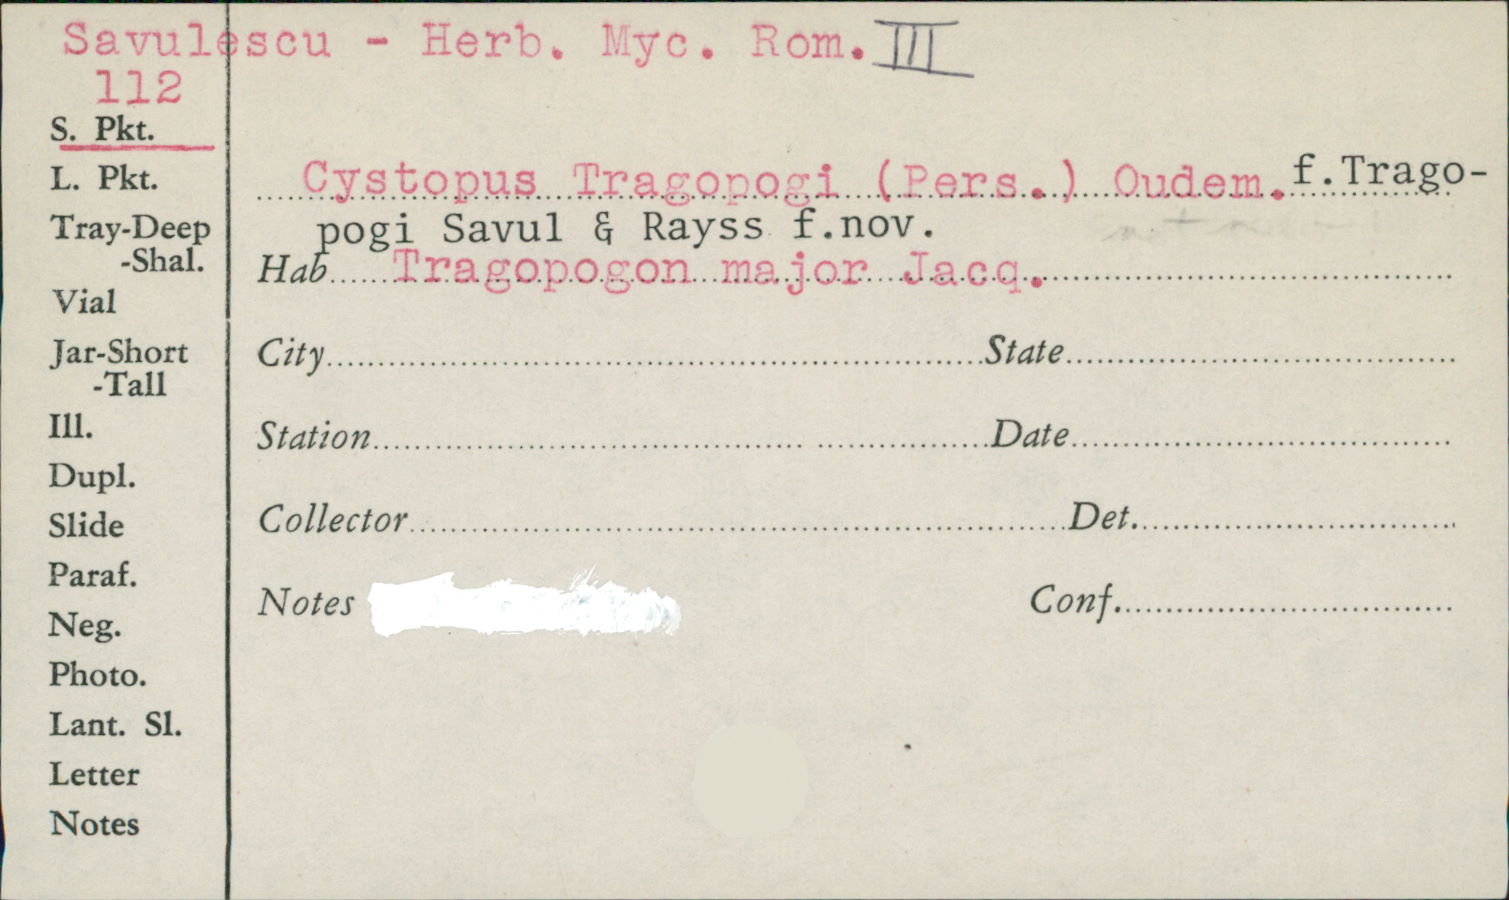 Savulescu - Herb. Myc. Rom. III
112
S. Pkt.
L. Pkt.
Tray-Deep
-Shal.
Vial
Jar-Short
-Tall
Ill.
Dupl.
Slide
Paraf.
Neg.
Photo.
Lant. Sl.
Letter
Notes
Cystopus Tragopogi (Pers.) Oudem. f.Trago-
pogi Savul & Rayss f.nov.
Hab Tragopogon major Jacq.
City State
Station Date
Collector Det.
Notes Conf.